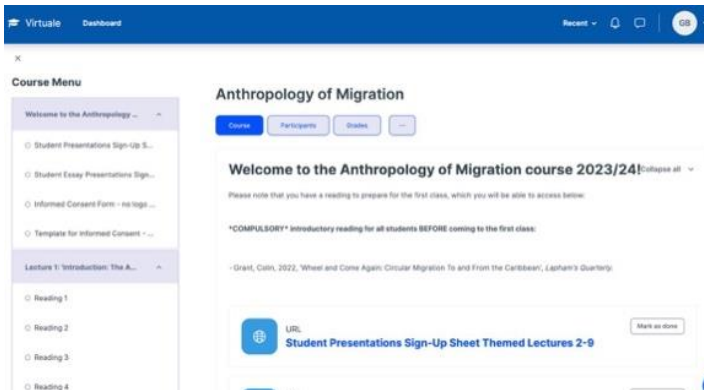 Virtuale Dashboard Recent GB
×
Course Menu
Welcome to the Anthropology ...
Student Presentations Sign-Up S...
Student Essay Presentations Sign...
Informed Consent Form - no logo ...
Template for Informed Consent - ...
Lecture 1: 'Introduction: The A...
Reading 1
Reading 2
Reading 3
Reading 4
Anthropology of Migration
Course Participants Grades ...
Welcome to the Anthropology of Migration course 2023/24! Collapse all
Please note that you have a reading to prepare for the first class, which you will be able to access below:
*COMPULSORY* introductory reading for all students BEFORE coming to the first class:
- Grant, Colin, 2022, 'Wheel and Come Again: Circular Migration To and From the Caribbean', Lapham's Quarterly.
URL Mark as done
Student Presentations Sign-Up Sheet Themed Lectures 2-9